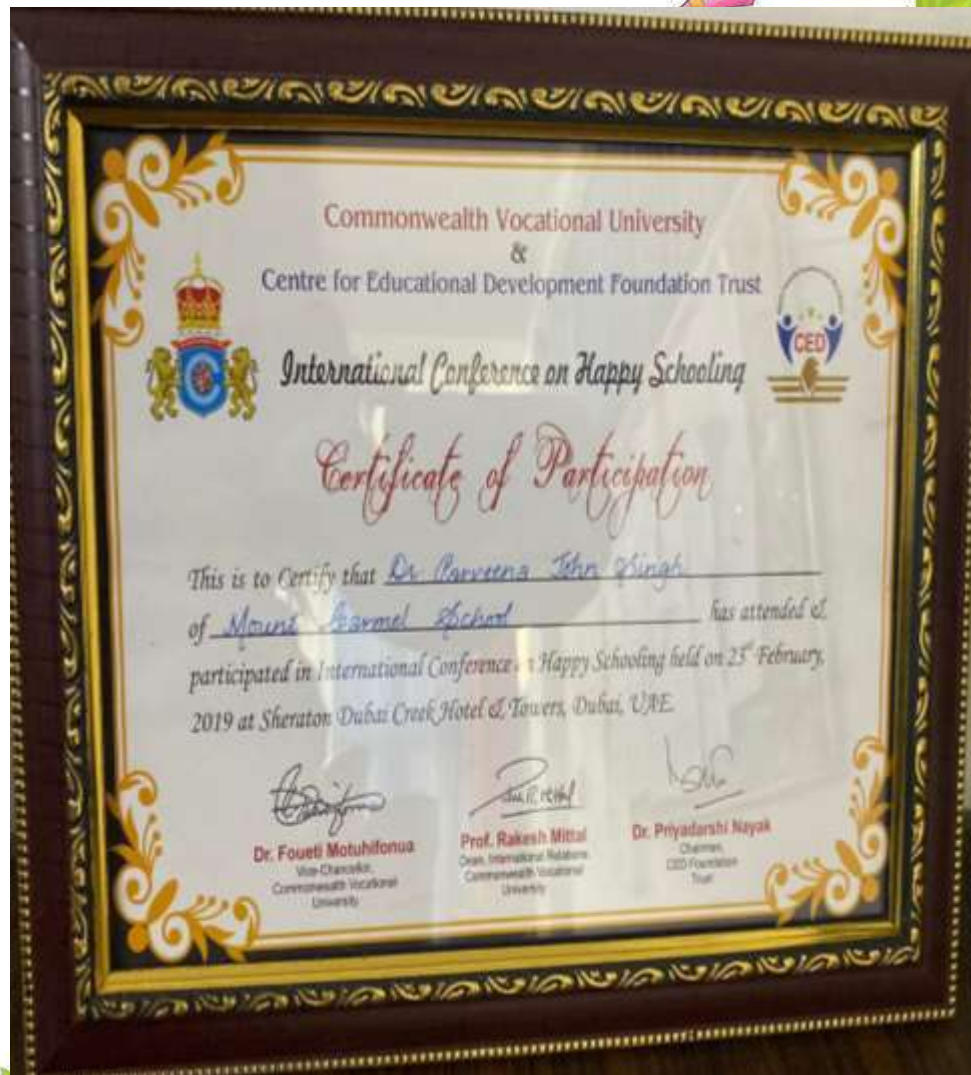 Commonwealth Vocational University
&
Centre for Educational Development Foundation Trust
CED
C
International Conference on Happy Schooling
Certificate of Participation
This is to Certify that Dr Parveena John Singh
of Mount Carmel School has attended &
participated in International Conference on Happy Schooling held on 23rd February,
2019 at Sheraton Dubai Creek Hotel & Towers, Dubai, UAE.
Dr. Foueti Motuhifonua
Vice-Chancellor,
Commonwealth Vocational
University
Prof. Rakesh Mittal
Dean, International Relations,
Commonwealth Vocational
University
Dr. Priyadarshi Nayak
Chairman,
CED Foundation
Trust